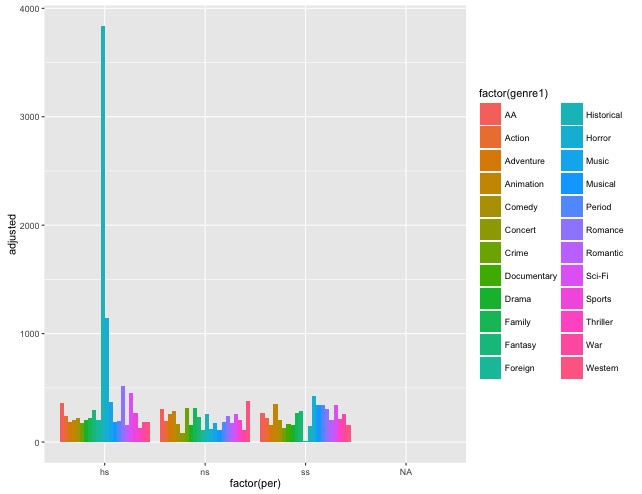 4000
3000
2000
1000
0
adjusted
hs
ns
ss
NA
factor(per)
factor(genre1)
AA
Action
Adventure
Animation
Comedy
Concert
Crime
Documentary
Drama
Family
Fantasy
Foreign
Historical
Horror
Music
Musical
Period
Romance
Romantic
Sci-Fi
Sports
Thriller
War
Western